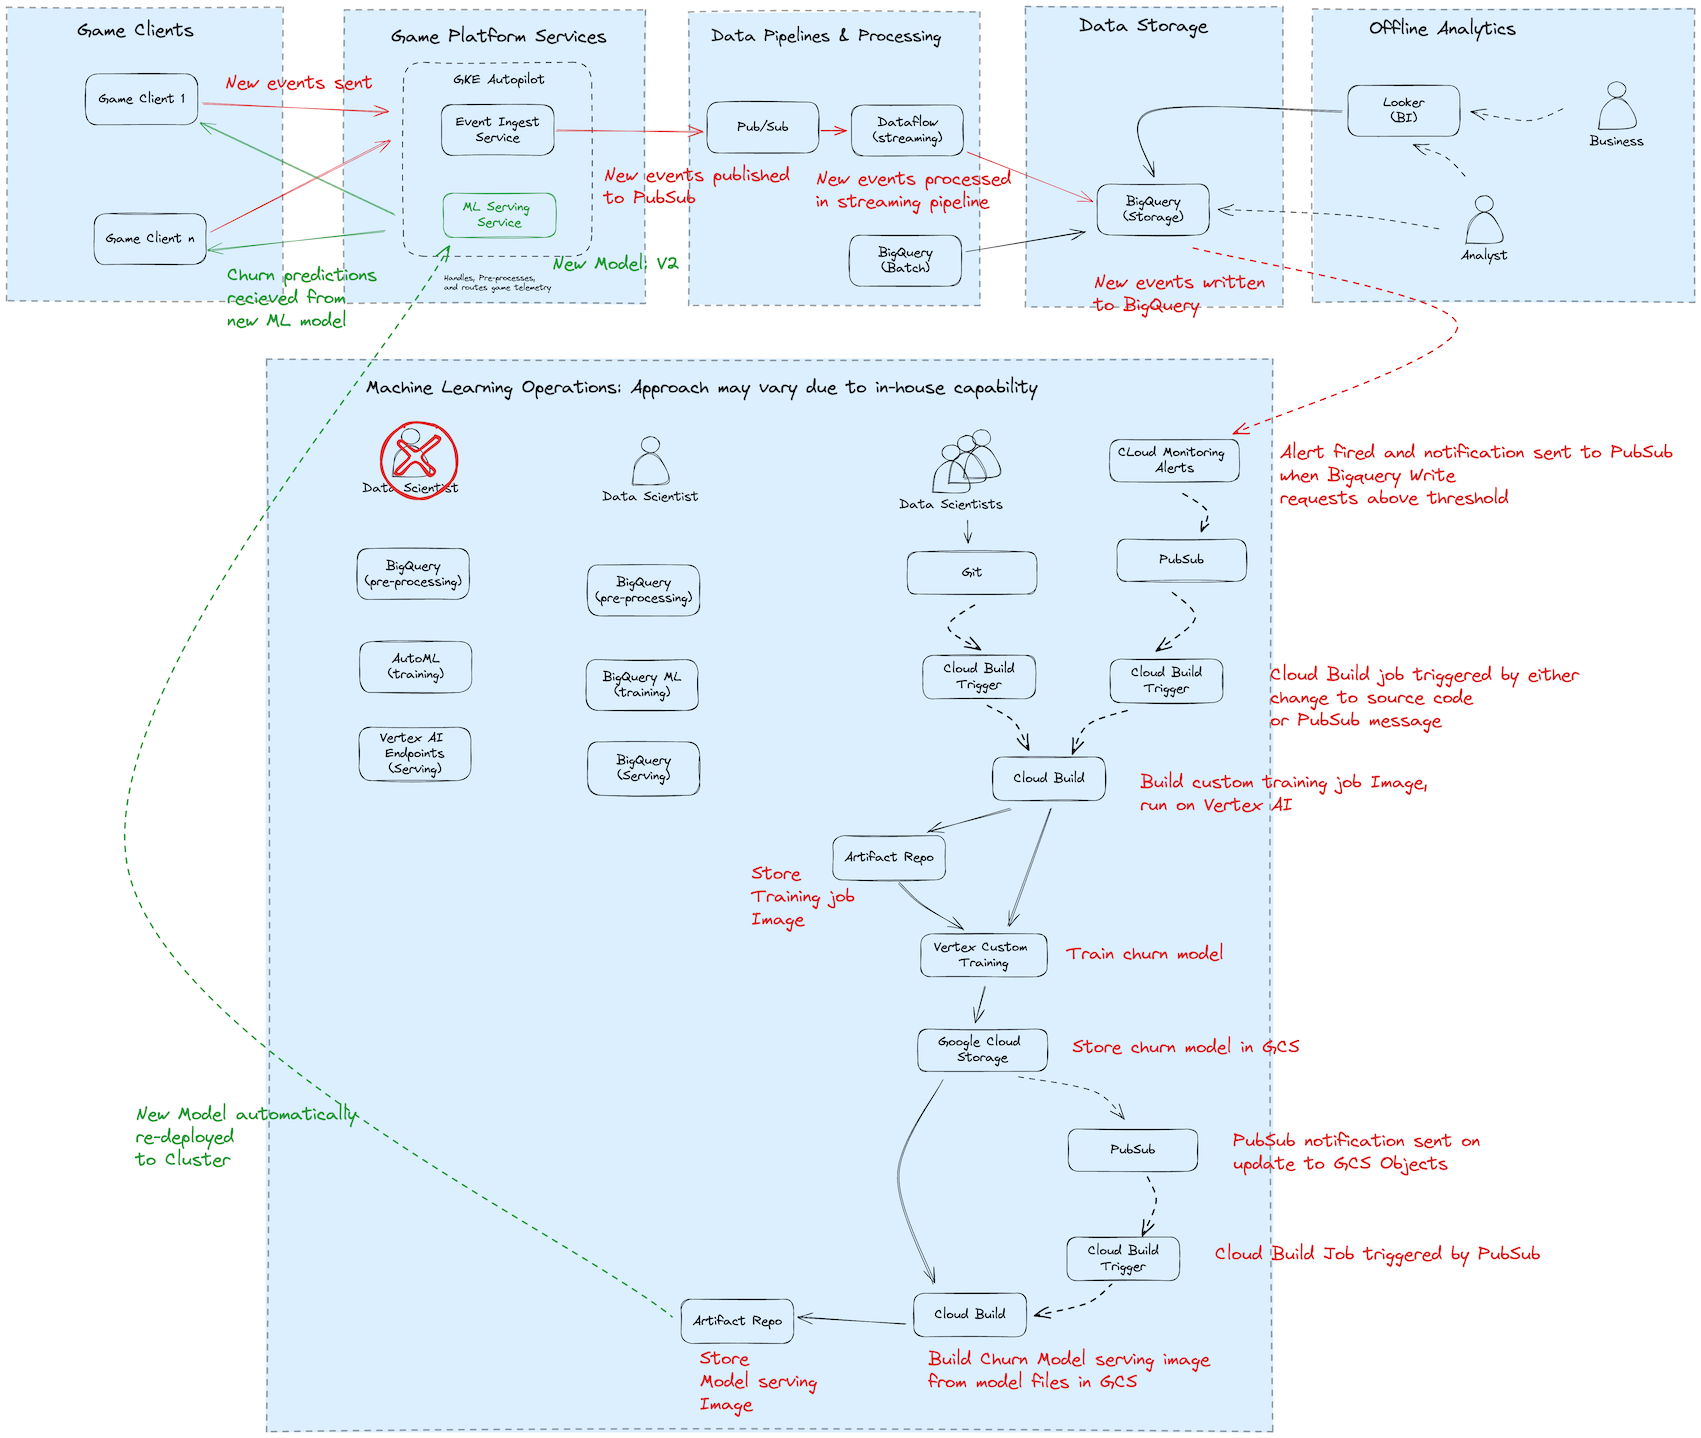 Game Clients
Game Client 1
Game Client n
New events sent
Churn predictions
recieved from
new ML model
Game Platform Services
GKE Autopilot
Event Ingest
Service
ML Serving
Service
New Model: V2
Handles, Pre-processes,
and routes game telemetry
Data Pipelines & Processing
Pub/Sub
Dataflow
(streaming)
New events published
to PubSub
New events processed
in streaming pipeline
BigQuery
(Batch)
Data Storage
BigQuery
(Storage)
New events written
to BigQuery
Offline Analytics
Looker
(BI)
Business
Analyst
Machine Learning Operations: Approach may vary due to in-house capability
Data Scientist
BigQuery
(pre-processing)
AutoML
(training)
Vertex AI
Endpoints
(Serving)
Data Scientist
BigQuery
(pre-processing)
BigQuery ML
(training)
BigQuery
(Serving)
Data Scientists
Git
Cloud Build
Trigger
CLoud Monitoring
Alerts
Alert fired and notification sent to PubSub
when Bigquery Write
requests above threshold
PubSub
Cloud Build
Trigger
Cloud Build job triggered by either
change to source code
or PubSub message
Cloud Build
Build custom training job Image,
run on Vertex AI
Artifact Repo
Store
Training job
Image
Vertex Custom
Training
Train churn model
Google Cloud
Storage
Store churn model in GCS
PubSub
PubSub notification sent on
update to GCS Objects
Cloud Build
Trigger
Cloud Build Job triggered by PubSub
Cloud Build
Build Churn Model serving image
from model files in GCS
Artifact Repo
Store
Model serving
Image
New Model automatically
re-deployed
to Cluster